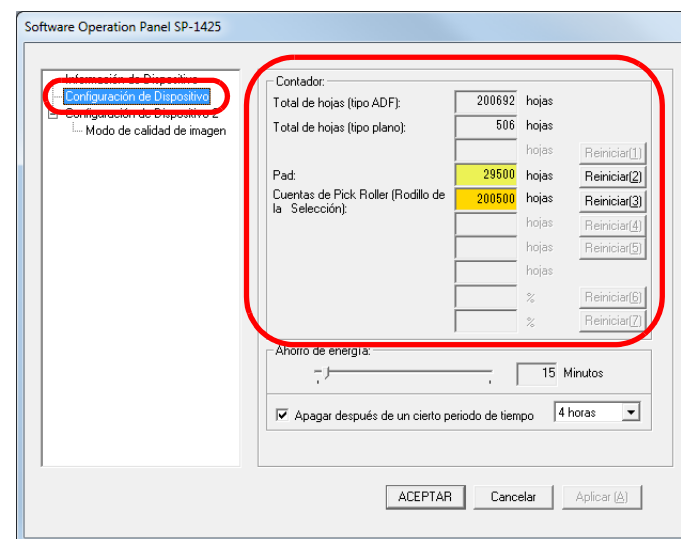 Software Operation Panel SP-1425
Información de Dispositivo
Configuración de Dispositivo
Configuración de Dispositivo 2
Modo de calidad de imagen
Contador:
Total de hojas (tipo ADF): 200692 hojas
Total de hojas (tipo plano): 506 hojas
hojas Reiniciar(1)
Pad: 29500 hojas Reiniciar(2)
Cuentas de Pick Roller (Rodillo de
la Selección): 200500 hojas Reiniciar(3)
hojas Reiniciar(4)
hojas Reiniciar(5)
hojas
% Reiniciar(6)
% Reiniciar(7)
Ahorro de energía:
15 Minutos
Apagar después de un cierto periodo de tiempo 4 horas
ACEPTAR Cancelar Aplicar (A)